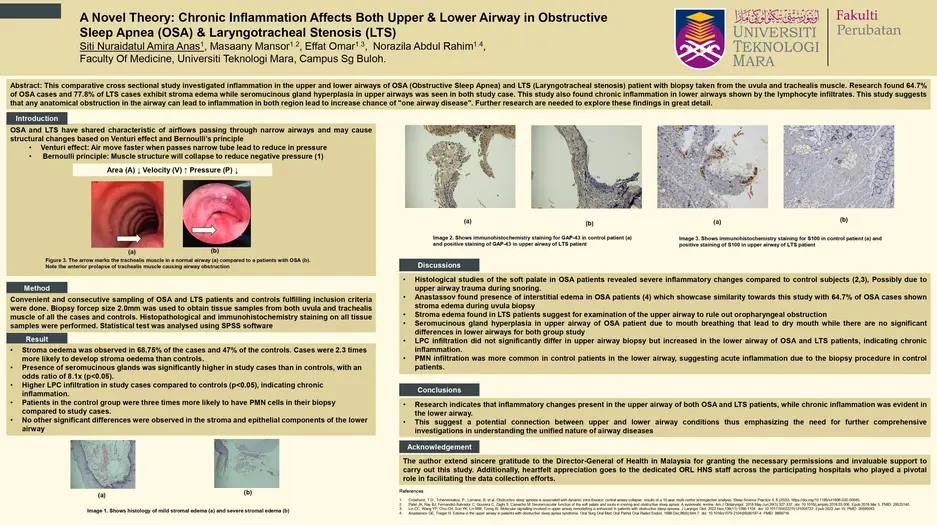 A Novel Theory: Chronic Inflammation Affects Both Upper & Lower Airway in Obstructive
Sleep Apnea (OSA) & Laryngotracheal Stenosis (LTS)
Siti Nuraidatul Amira Anas1, Masaany Mansor1.2, Effat Omar1.3, Norazila Abdul Rahim1.4,
Faculty Of Medicine, Universiti Teknologi Mara, Campus Sg Buloh.
UNIVERSITI
TEKNOLOGI
MARA
Fakulti
Perubatan
Abstract: This comparative cross sectional study investigated inflammation in the upper and lower airways of OSA (Obstructive Sleep Apnea) and LTS (Laryngotracheal stenosis) patient with biopsy taken from the uvula and trachealis muscle. Research found 64.7%
of OSA cases and 77.8% of LTS cases exhibit stroma edema while seromucinous gland hyperplasia in upper airways was seen in both study case. This study also found chronic inflammation in lower airways shown by the lymphocyte infiltrates. This study suggests
that any anatomical obstruction in the airway can lead to inflammation in both region lead to increase chance of "one airway disease". Further research are needed to explore these findings in great detail.
Introduction
OSA and LTS have shared characteristic of airflows passing through narrow airways and may cause
structural changes based on Venturi effect and Bernoulli's principle
• Venturi effect: Air move faster when passes narrow tube lead to reduce in pressure
• Bernoulli principle: Muscle structure will collapse to reduce negative pressure (1)
Area (A) ↓ Velocity (V) ↑ Pressure (P) ↓
(a)
(b)
Figure 3. The arrow marks the trachealis muscle in a normal airway (a) compared to a patients with OSA (b).
Note the anterior prolapse of trachealis muscle causing airway obstruction
Method
Convenient and consecutive sampling of OSA and LTS patients and controls fulfilling inclusion criteria
were done. Biopsy forcep size 2.0mm was used to obtain tissue samples from both uvula and trachealis
muscle of all the cases and controls. Histopathological and immunohistochemistry staining on all tissue
samples were performed. Statistical test was analysed using SPSS software
Result
• Stroma oedema was observed in 68.75% of the cases and 47% of the controls. Cases were 2.3 times
more likely to develop stroma oedema than controls.
• Presence of seromucinous glands was significantly higher in study cases than in controls, with an
odds ratio of 8.1x (p<0.05).
• Higher LPC infiltration in study cases compared to controls (p<0.05), indicating chronic
inflammation.
• Patients in the control group were three times more likely to have PMN cells in their biopsy
compared to study cases.
• No other significant differences were observed in the stroma and epithelial components of the lower
airway
(a)
(b)
Image 1. Shows histology of mild stromal edema (a) and severe stromal edema (b)
(a)
(b)
Image 2. Shows immunohistochemistry staining for GAP-43 in control patient (a)
and positive staining of GAP-43 in upper airway of LTS patient
(a)
(b)
Image 3. Shows immunohistochemistry staining for S100 in control patient (a) and
positive staining of S100 in upper airway of LTS patient
Discussions
• Histological studies of the soft palate in OSA patients revealed severe inflammatory changes compared to control subjects (2,3), Possibly due to
upper airway trauma during snoring.
• Anastassov found presence of interstitial edema in OSA patients (4) which showcase similarity towards this study with 64.7% of OSA cases shown
stroma edema during uvula biopsy
• Stroma edema found in LTS patients suggest for examination of the upper airway to rule out oropharyngeal obstruction
• Seromucinous gland hyperplasia in upper airway of OSA patient due to mouth breathing that lead to dry mouth while there are no significant
differences in lower airways for both group study
• LPC infiltration did not significantly differ in upper airway biopsy but increased in the lower airway of OSA and LTS patients, indicating chronic
inflammation.
• PMN infiltration was more common in control patients in the lower airway, suggesting acute inflammation due to the biopsy procedure in control
patients.
Conclusions
• Research indicates that inflammatory changes present in the upper airway of both OSA and LTS patients, while chronic inflammation was evident in
the lower airway.
• This suggest a potential connection between upper and lower airway conditions thus emphasizing the need for further comprehensive
investigations in understanding the unified nature of airway diseases
Acknowledgement
The author extend sincere gratitude to the Director-General of Health in Malaysia for granting the necessary permissions and invaluable support to
carry out this study. Additionally, heartfelt appreciation goes to the dedicated ORL HNS staff across the participating hospitals who played a pivotal
role in facilitating the data collection efforts.
References